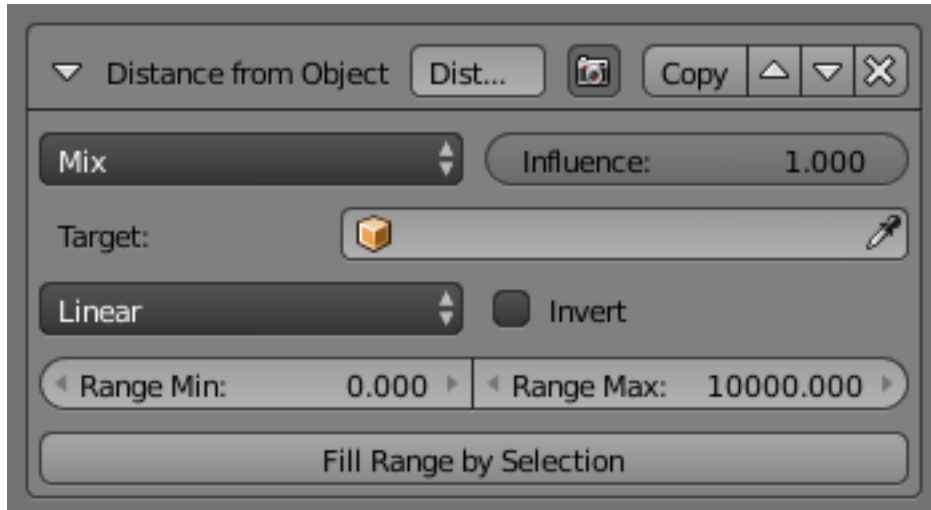 Distance from Object Dist... Copy
Mix Influence: 1.000
Target:
Linear Invert
Range Min: 0.000 Range Max: 10000.000
Fill Range by Selection